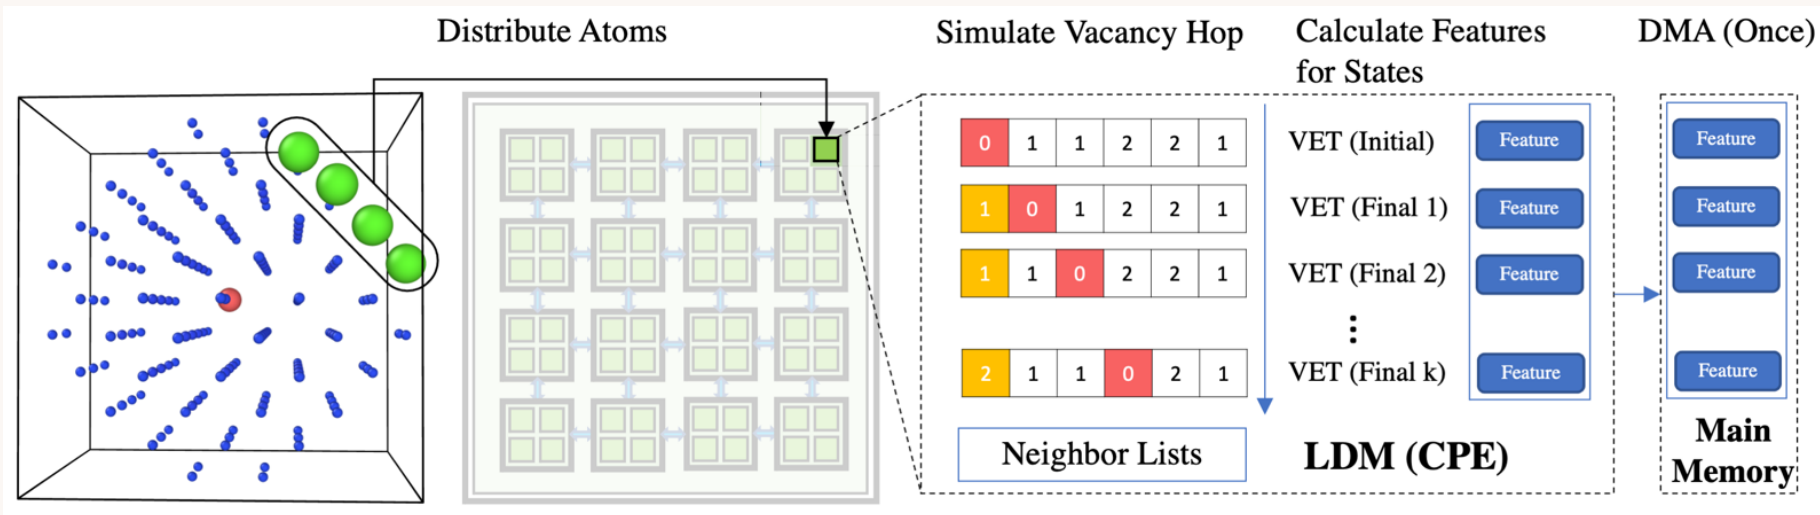 Distribute Atoms
Simulate Vacancy Hop
Calculate Features
for States
DMA (Once)
0 1 1 2 2 1
VET (Initial)
Feature
Feature
1 0 1 2 2 1
VET (Final 1)
Feature
Feature
1 1 0 2 2 1
VET (Final 2)
Feature
Feature
2 1 1 0 2 1
VET (Final k)
Feature
Feature
Neighbor Lists
LDM (CPE)
Main
Memory